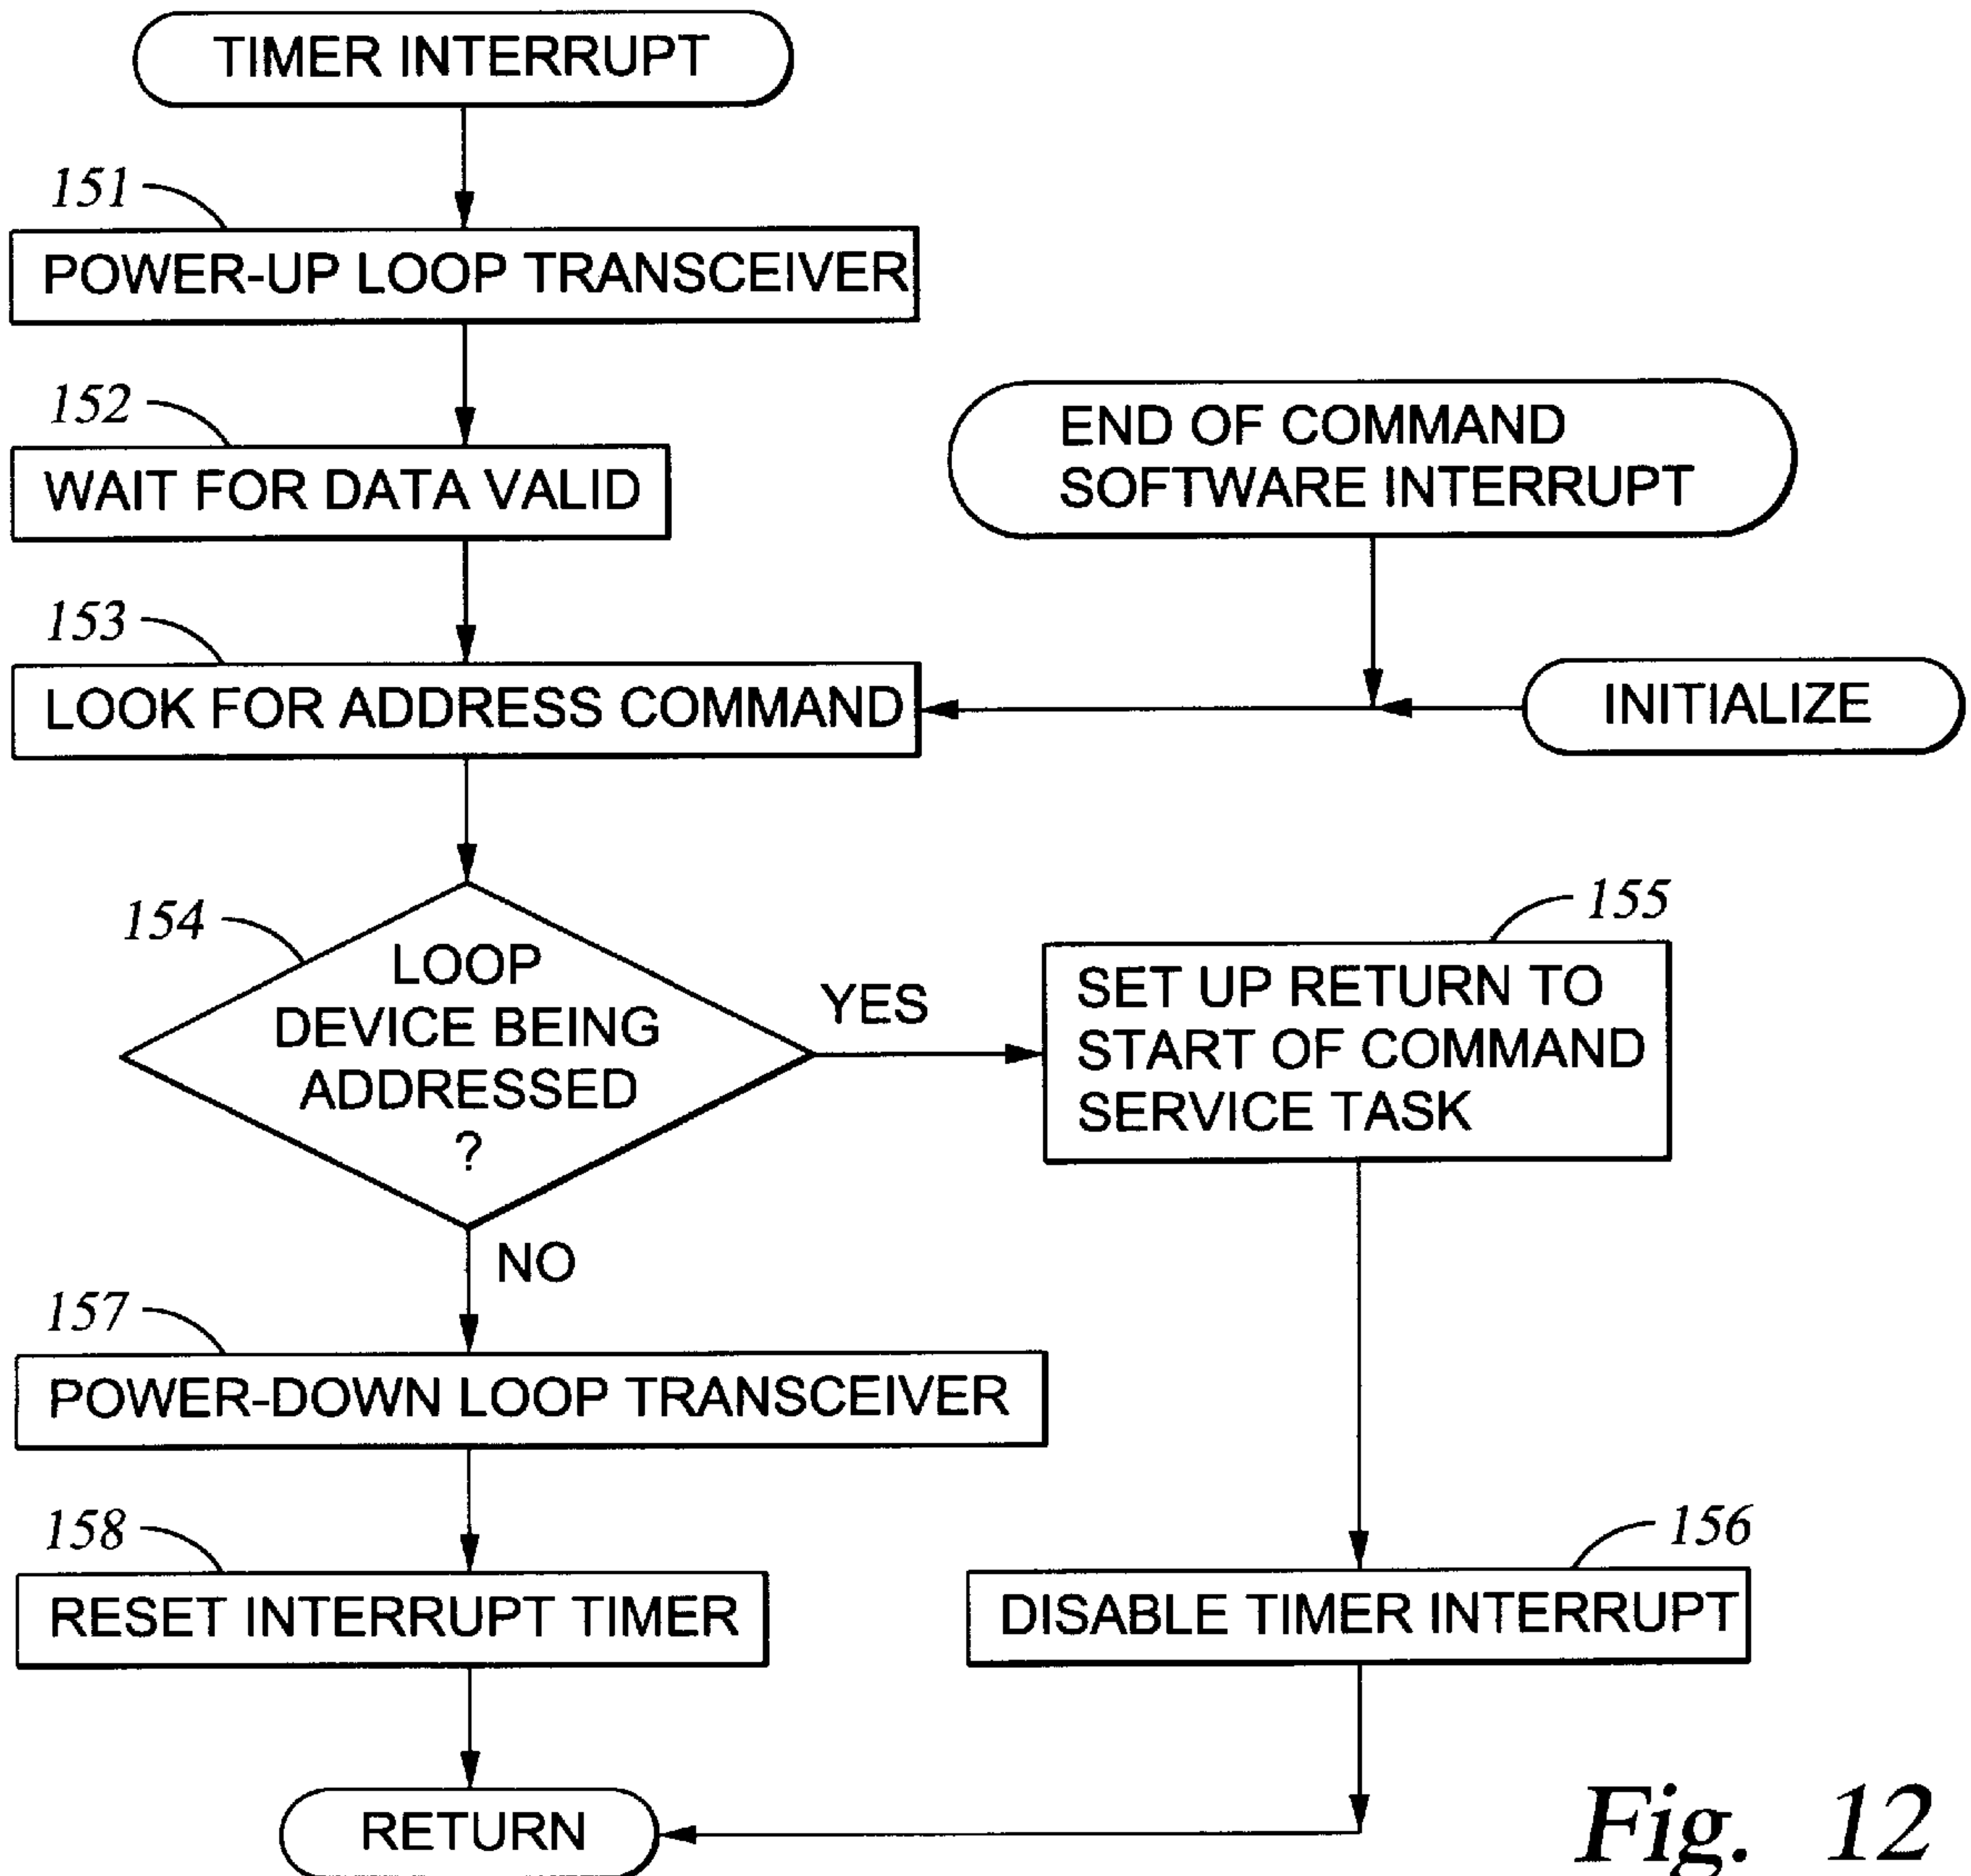 TIMER INTERRUPT
151
POWER-UP LOOP TRANSCEIVER
152
WAIT FOR DATA VALID
END OF COMMAND
SOFTWARE INTERRUPT
153
LOOK FOR ADDRESS COMMAND
INITIALIZE
154
LOOP
DEVICE BEING
ADDRESSED
?
YES
155
SET UP RETURN TO
START OF COMMAND
SERVICE TASK
NO
157
POWER-DOWN LOOP TRANSCEIVER
158
RESET INTERRUPT TIMER
156
DISABLE TIMER INTERRUPT
RETURN
Fig. 12